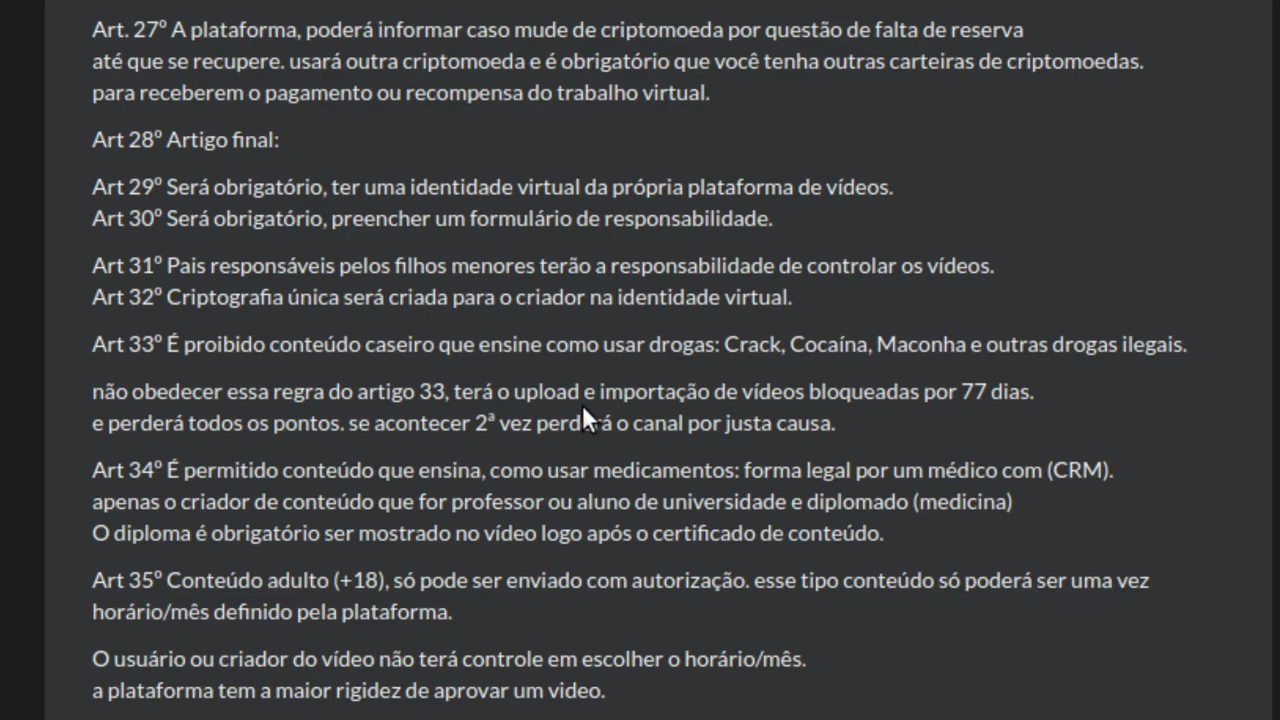 Art. 27º A plataforma, poderá informar caso mude de criptomoeda por questão de falta de reserva
até que se recupere. usará outra criptomoeda e é obrigatório que você tenha outras carteiras de criptomoedas.
para receberem o pagamento ou recompensa do trabalho virtual.
Art 28º Artigo final:
Art 29º Será obrigatório, ter uma identidade virtual da própria plataforma de vídeos.
Art 30º Será obrigatório, preencher um formulário de responsabilidade.
Art 31º Pais responsáveis pelos filhos menores terão a responsabilidade de controlar os vídeos.
Art 32º Criptografia única será criada para o criador na identidade virtual.
Art 33º É proibido conteúdo caseiro que ensine como usar drogas: Crack, Cocaína, Maconha e outras drogas ilegais.
não obedecer essa regra do artigo 33, terá o upload e importação de vídeos bloqueadas por 77 dias.
e perderá todos os pontos. se acontecer 2ª vez perderá o canal por justa causa.
Art 34º É permitido conteúdo que ensina, como usar medicamentos: forma legal por um médico com (CRM).
apenas o criador de conteúdo que for professor ou aluno de universidade e diplomado (medicina)
O diploma é obrigatório ser mostrado no vídeo logo após o certificado de conteúdo.
Art 35º Conteúdo adulto (+18), só pode ser enviado com autorização. esse tipo conteúdo só poderá ser uma vez
horário/mês definido pela plataforma.
O usuário ou criador do vídeo não terá controle em escolher o horário/mês.
a plataforma tem a maior rigidez de aprovar um video.